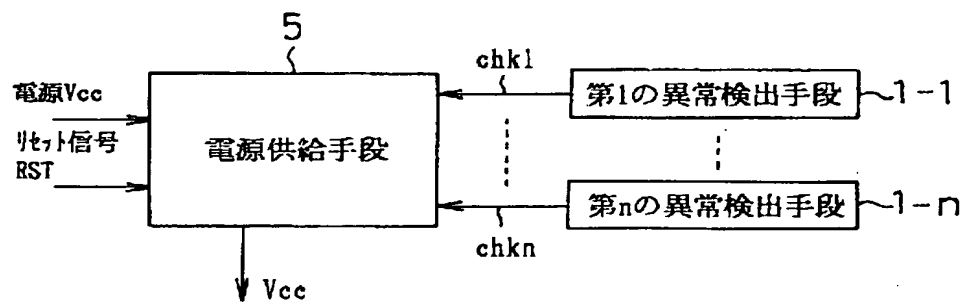 5
chk1
電源Vcc
第1の異常検出手段
1-1
リセット信号
RST
電源供給手段
第nの異常検出手段
1-n
chkn
Vcc